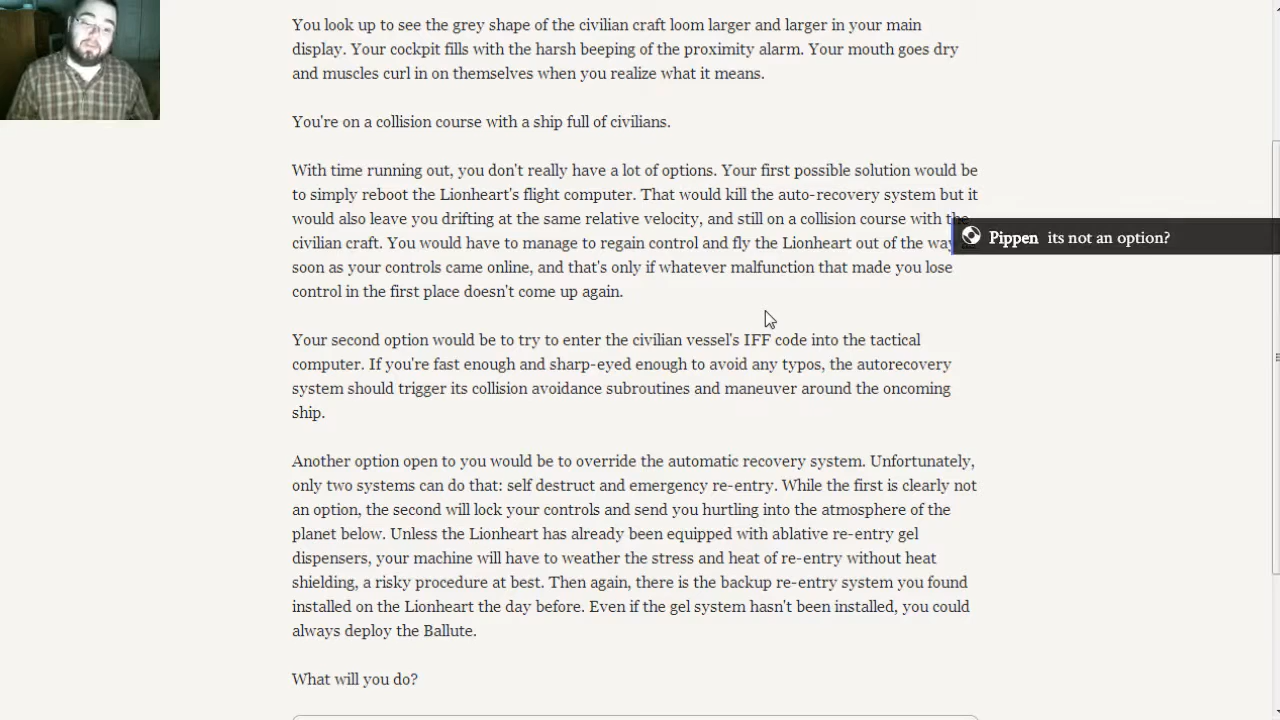 You look up to see the grey shape of the civilian craft loom larger and larger in your main
display. Your cockpit fills with the harsh beeping of the proximity alarm. Your mouth goes dry
and muscles curl in on themselves when you realize what it means.
You're on a collision course with a ship full of civilians.
With time running out, you don't really have a lot of options. Your first possible solution would be
to simply reboot the Lionheart's flight computer. That would kill the auto-recovery system but it
would also leave you drifting at the same relative velocity, and still on a collision course with the
civilian craft. You would have to manage to regain control and fly the Lionheart out of the way
Pippen its not an option?
soon as your controls came online, and that's only if whatever malfunction that made you lose
control in the first place doesn't come up again.
Your second option would be to try to enter the civilian vessel's IFF code into the tactical
computer. If you're fast enough and sharp-eyed enough to avoid any typos, the autorecovery
system should trigger its collision avoidance subroutines and maneuver around the oncoming
ship.
Another option open to you would be to override the automatic recovery system. Unfortunately,
only two systems can do that: self destruct and emergency re-entry. While the first is clearly not
an option, the second will lock your controls and send you hurtling into the atmosphere of the
planet below. Unless the Lionheart has already been equipped with ablative re-entry gel
dispensers, your machine will have to weather the stress and heat of re-entry without heat
shielding, a risky procedure at best. Then again, there is the backup re-entry system you found
installed on the Lionheart the day before. Even if the gel system hasn't been installed, you could
always deploy the Ballute.
What will you do?